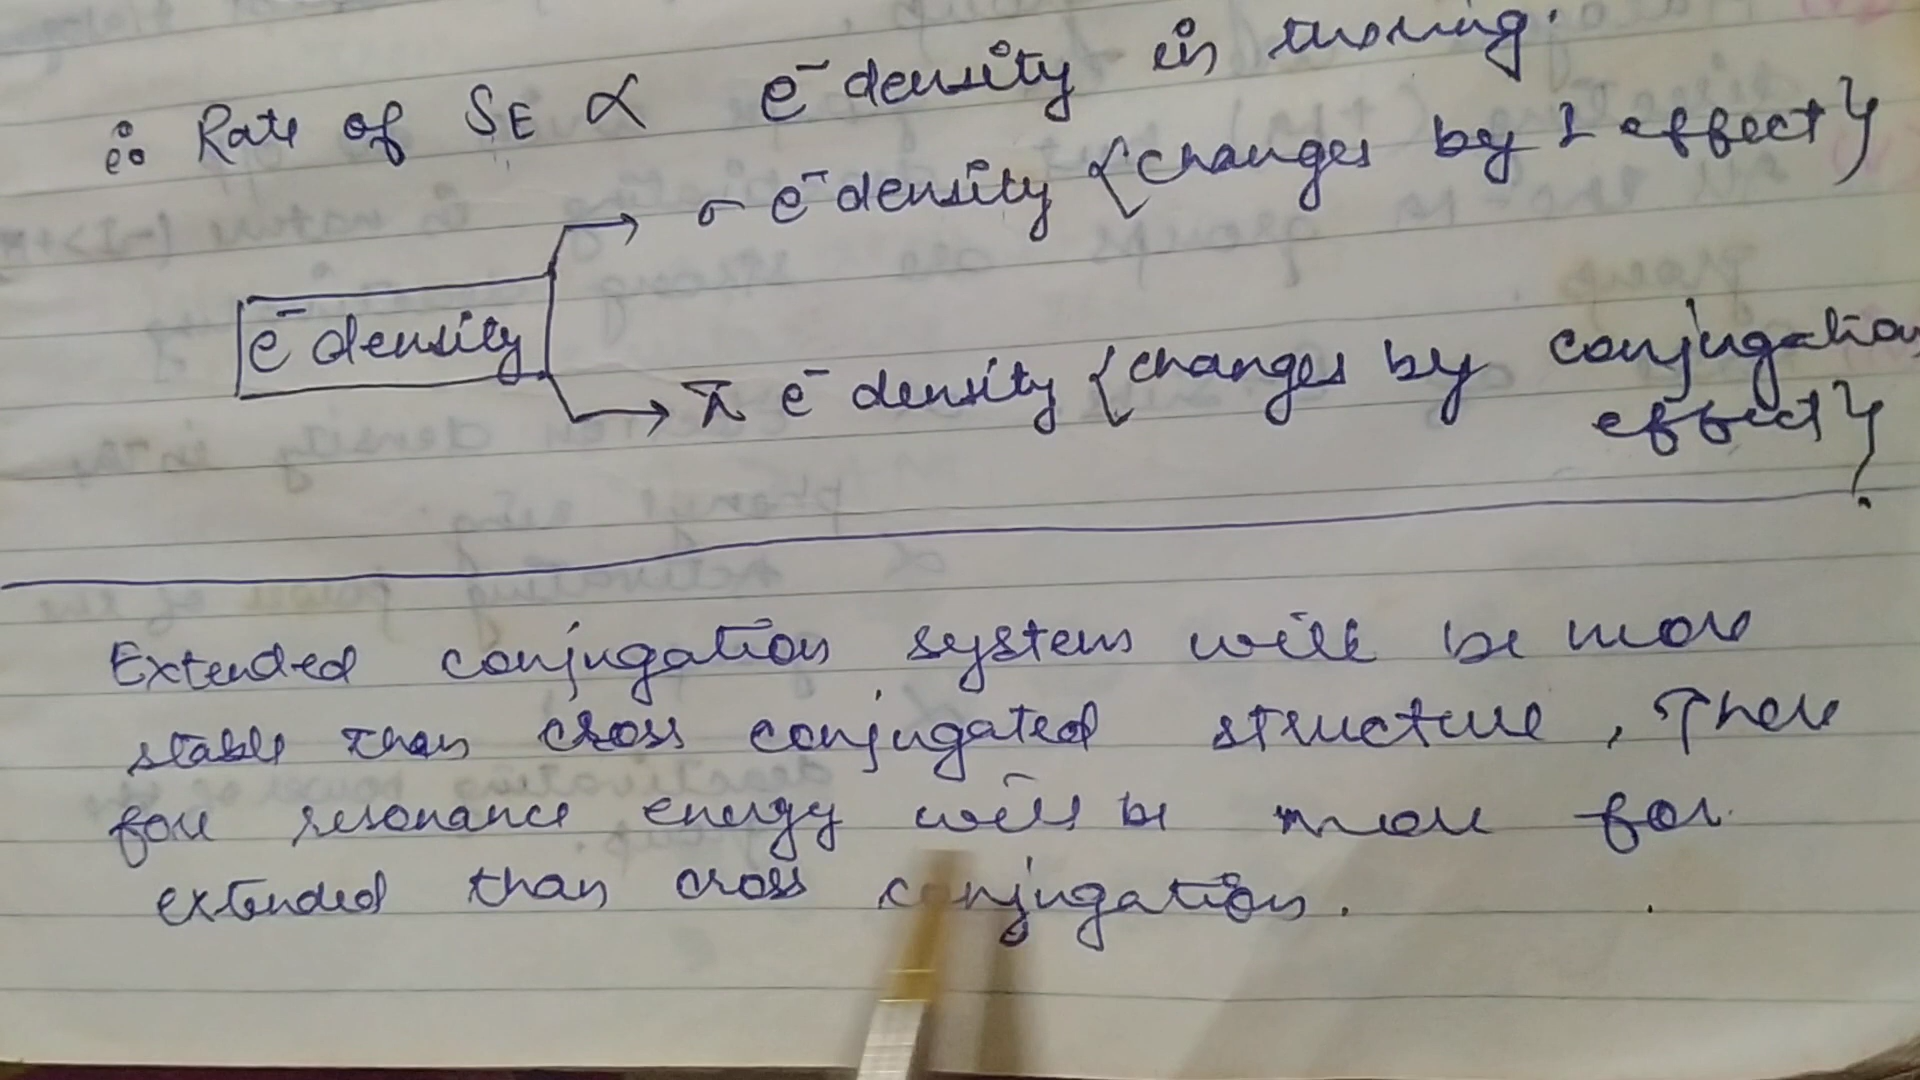 ∴ Rate of SE ∝ e⁻ density in the ring.
σ e⁻ density {changes by I effect}
e⁻ density
π e⁻ density {changes by conjugation
effect}
Extended conjugation system will be more
stable than cross conjugated structure, There
fore resonance energy will be more for
extended than cross conjugation.